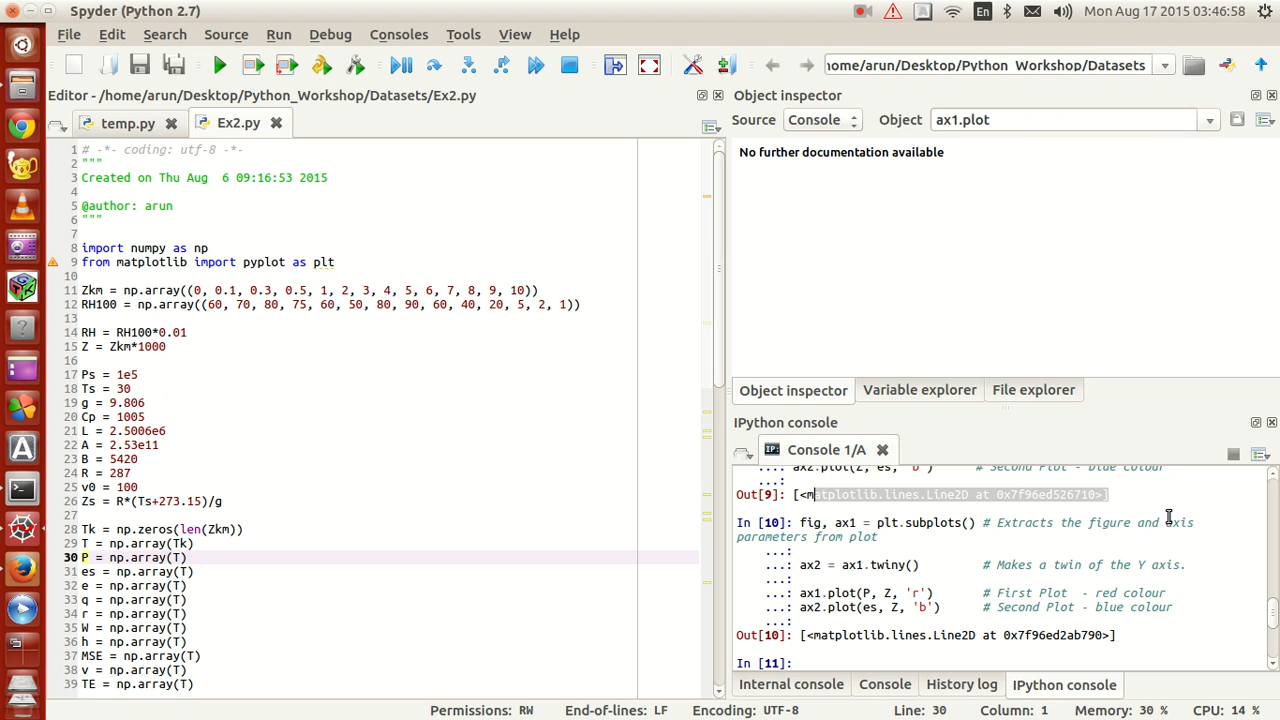 Spyder (Python 2.7)
En
Mon Aug 17 2015 03:46:58
File Edit Search Source Run Debug Consoles Tools View Help
home/arun/Desktop/Python Workshop/Datasets
Editor - /home/arun/Desktop/Python_Workshop/Datasets/Ex2.py
temp.py
Ex2.py
1 # -*- coding: utf-8 -*-
2 """
3 Created on Thu Aug  6 09:16:53 2015
4
5 @author: arun
6 """
7
8 import numpy as np
9 from matplotlib import pyplot as plt
10
11 Zkm = np.array((0, 0.1, 0.3, 0.5, 1, 2, 3, 4, 5, 6, 7, 8, 9, 10))
12 RH100 = np.array((60, 70, 80, 75, 60, 50, 80, 90, 60, 40, 20, 5, 2, 1))
13
14 RH = RH100*0.01
15 Z = Zkm*1000
16
17 Ps = 1e5
18 Ts = 30
19 g = 9.806
20 Cp = 1005
21 L = 2.5006e6
22 A = 2.53e11
23 B = 5420
24 R = 287
25 v0 = 100
26 Zs = R*(Ts+273.15)/g
27
28 Tk = np.zeros(len(Zkm))
29 T = np.array(Tk)
30 P = np.array(T)
31 es = np.array(T)
32 e = np.array(T)
33 q = np.array(T)
34 r = np.array(T)
35 W = np.array(T)
36 h = np.array(T)
37 MSE = np.array(T)
38 v = np.array(T)
39 TE = np.array(T)
Permissions: RW End-of-lines: LF Encoding: UTF-8 Line: 30 Column: 1 Memory: 30 % CPU: 14 %
Object inspector
Source Console Object ax1.plot
No further documentation available
Object inspector Variable explorer File explorer
IPython console
Console 1/A
...: ax2.plot(Z, es, 'b') # Second Plot - blue colour
...:
Out[9]: [<matplotlib.lines.Line2D at 0x7f96ed526710>]
In [10]: fig, ax1 = plt.subplots() # Extracts the figure and axis
parameters from plot
...:
...: ax2 = ax1.twiny() # Makes a twin of the Y axis.
...:
...: ax1.plot(P, Z, 'r') # First Plot  - red colour
...: ax2.plot(es, Z, 'b') # Second Plot - blue colour
...:
Out[10]: [<matplotlib.lines.Line2D at 0x7f96ed2ab790>]
In [11]:
Internal console Console History log IPython console